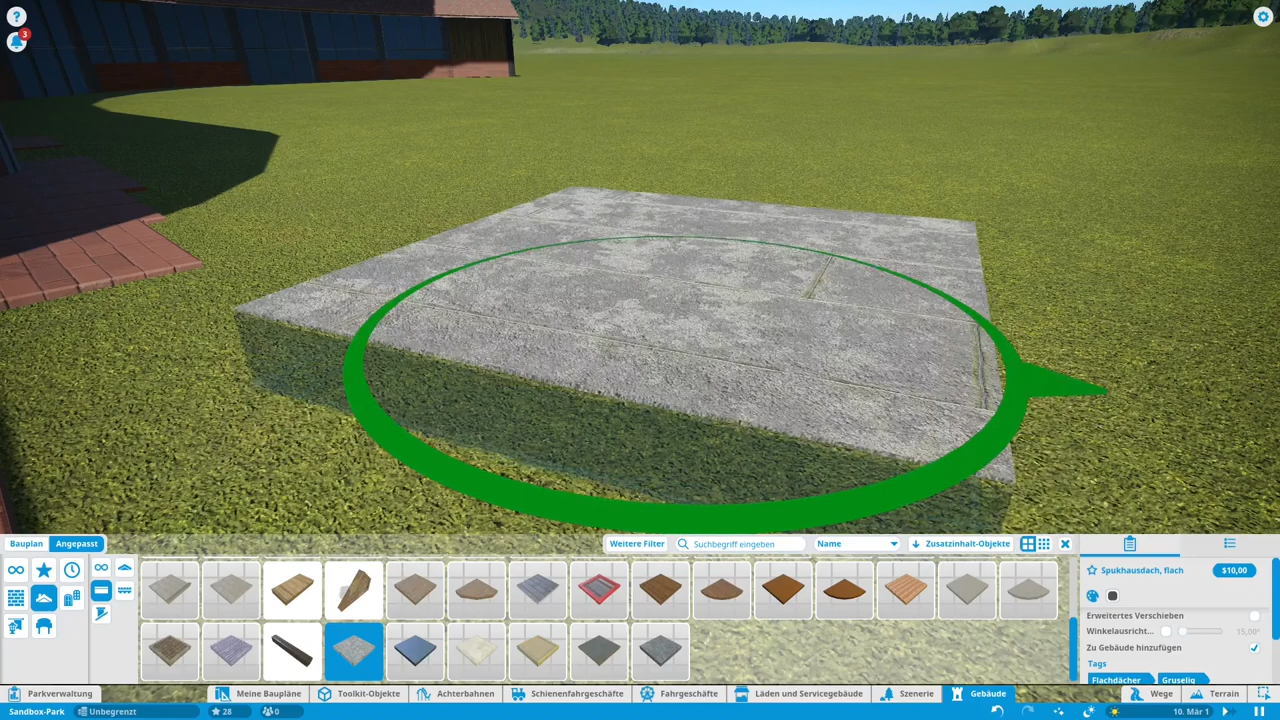 ?
3
Bauplan
Angepasst
Weitere Filter
Suchbegriff eingeben
Name
Zusatzinhalt-Objekte
Spukhausdach, flach
$10,00
Erweitertes Verschieben
Winkelausricht...
15,00°
Zu Gebäude hinzufügen
Tags
Flachdächer
Gruselig
Parkverwaltung
Meine Baupläne
Toolkit-Objekte
Achterbahnen
Schienenfahrgeschäfte
Fahrgeschäfte
Läden und Servicegebäude
Szenerie
Gebäude
Wege
Terrain
Sandbox-Park
Unbegrenzt
28
0
10. Mär 1